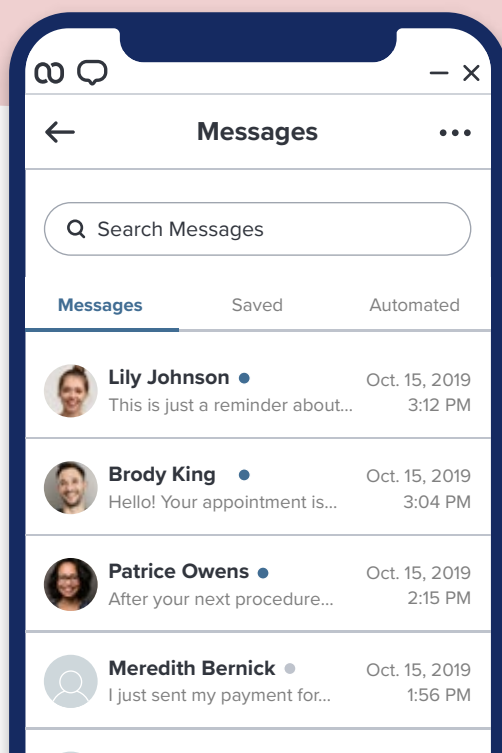 Messages
Search Messages
Messages Saved Automated
Lily Johnson Oct. 15, 2019
This is just a reminder about... 3:12 PM
Brody King Oct. 15, 2019
Hello! Your appointment is... 3:04 PM
Patrice Owens Oct. 15, 2019
After your next procedure... 2:15 PM
Meredith Bernick Oct. 15, 2019
I just sent my payment for... 1:56 PM